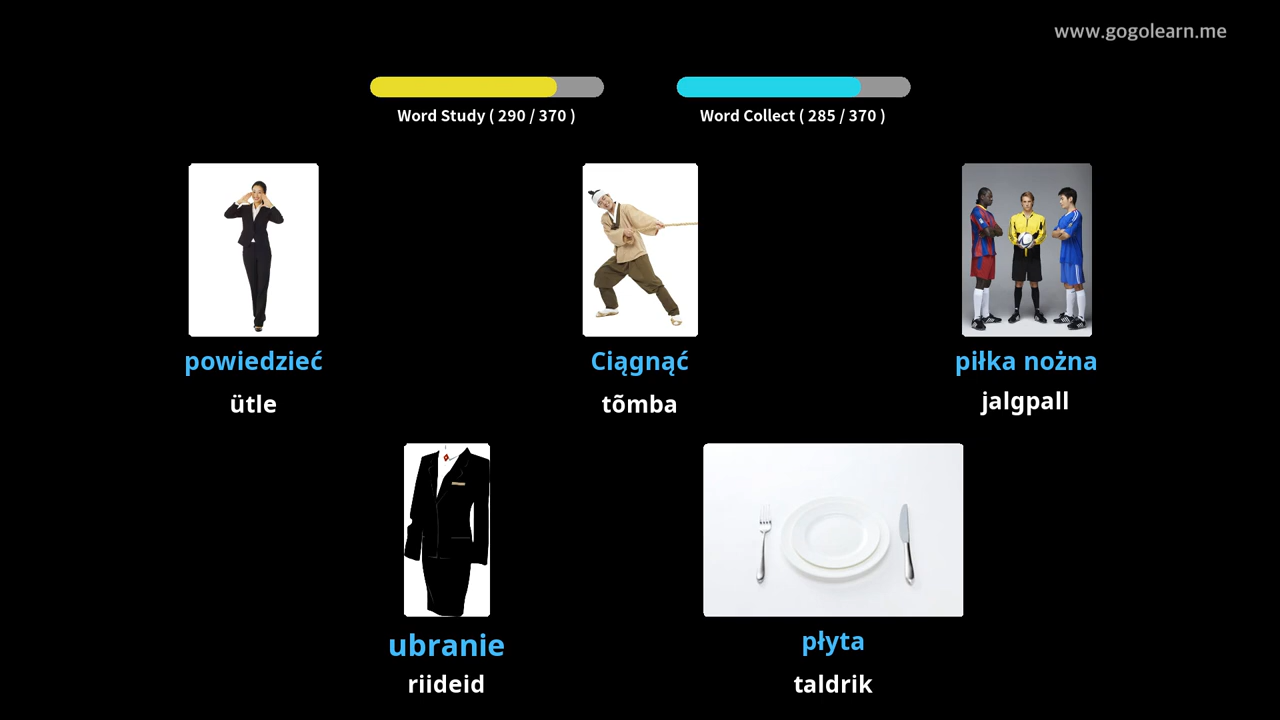 www.gogolearn.me
Word Study ( 290 / 370 )
Word Collect ( 285 / 370 )
powiedzieć
ütle
Ciągnąć
tõmba
piłka nożna
jalgpall
ubranie
riideid
płyta
taldrik